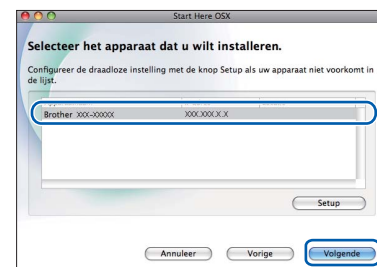 Start Here OSX
Selecteer het apparaat dat u wilt installeren.
Configureer de draadloze instelling met de knop Setup als uw apparaat niet voorkomt in
de lijst.
Brother XXX-XXXXX XXX.XXX.X.X
Setup
Annuleer Vorige Volgende